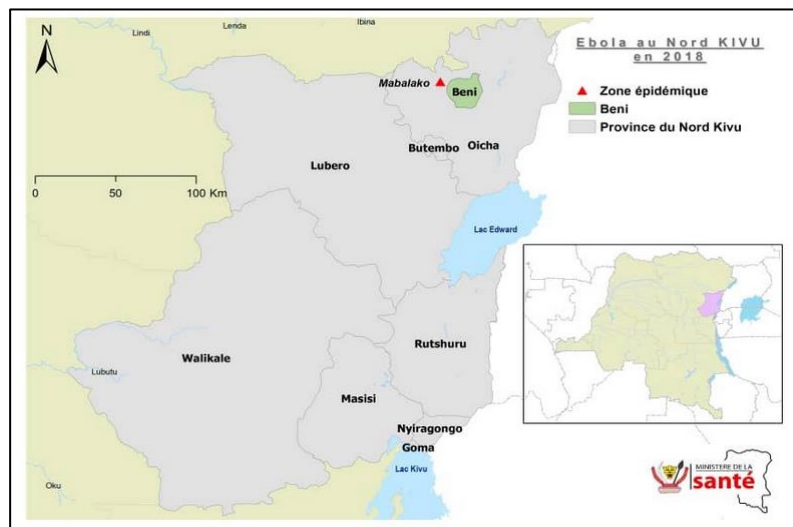 Ebola au Nord KIVU
en 2018
Zone épidémique
Beni
Province du Nord Kivu
N
Lindi
Lenda
Ibina
Mabalako
Beni
Butembo
Oicha
Lubero
0 50 100 Km
Lac Edward
Walikale
Rutshuru
Lubutu
Masisi
Nyiragongo
Goma
Lac Kivu
Oku
MINISTERE DE LA
santé